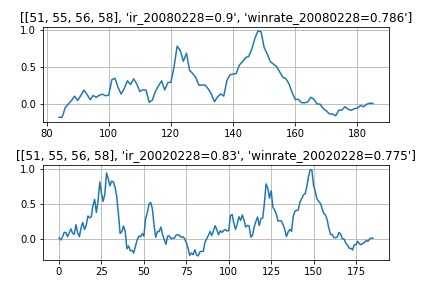 [[51, 55, 56, 58], 'ir_20080228=0.9', 'winrate_20080228=0.786']
1.0
0.5
0.0
80 100 120 140 160 180
[[51, 55, 56, 58], 'ir_20020228=0.83', 'winrate_20020228=0.775']
1.0
0.5
0.0
0 25 50 75 100 125 150 175